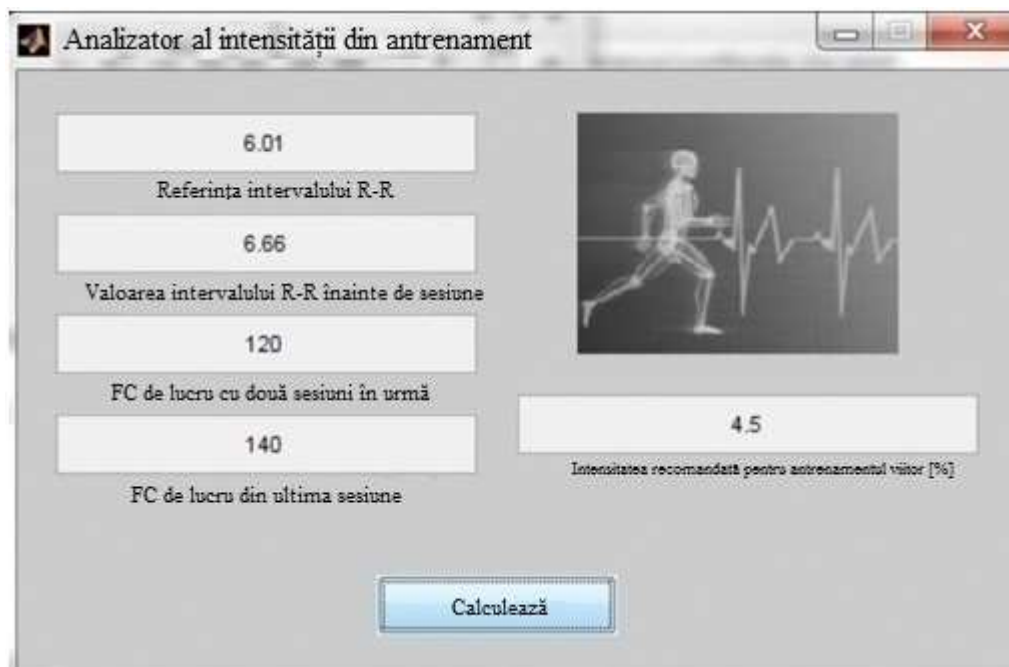 Analizator al intensității din antrenament
6.01
Referința intervalului R-R
6.66
Valoarea intervalului R-R înainte de sesiune
120
FC de lucru cu două sesiuni în urmă
140
FC de lucru din ultima sesiune
4.5
Intensitatea recomandată pentru antrenamentul viitor [%]
Calculează